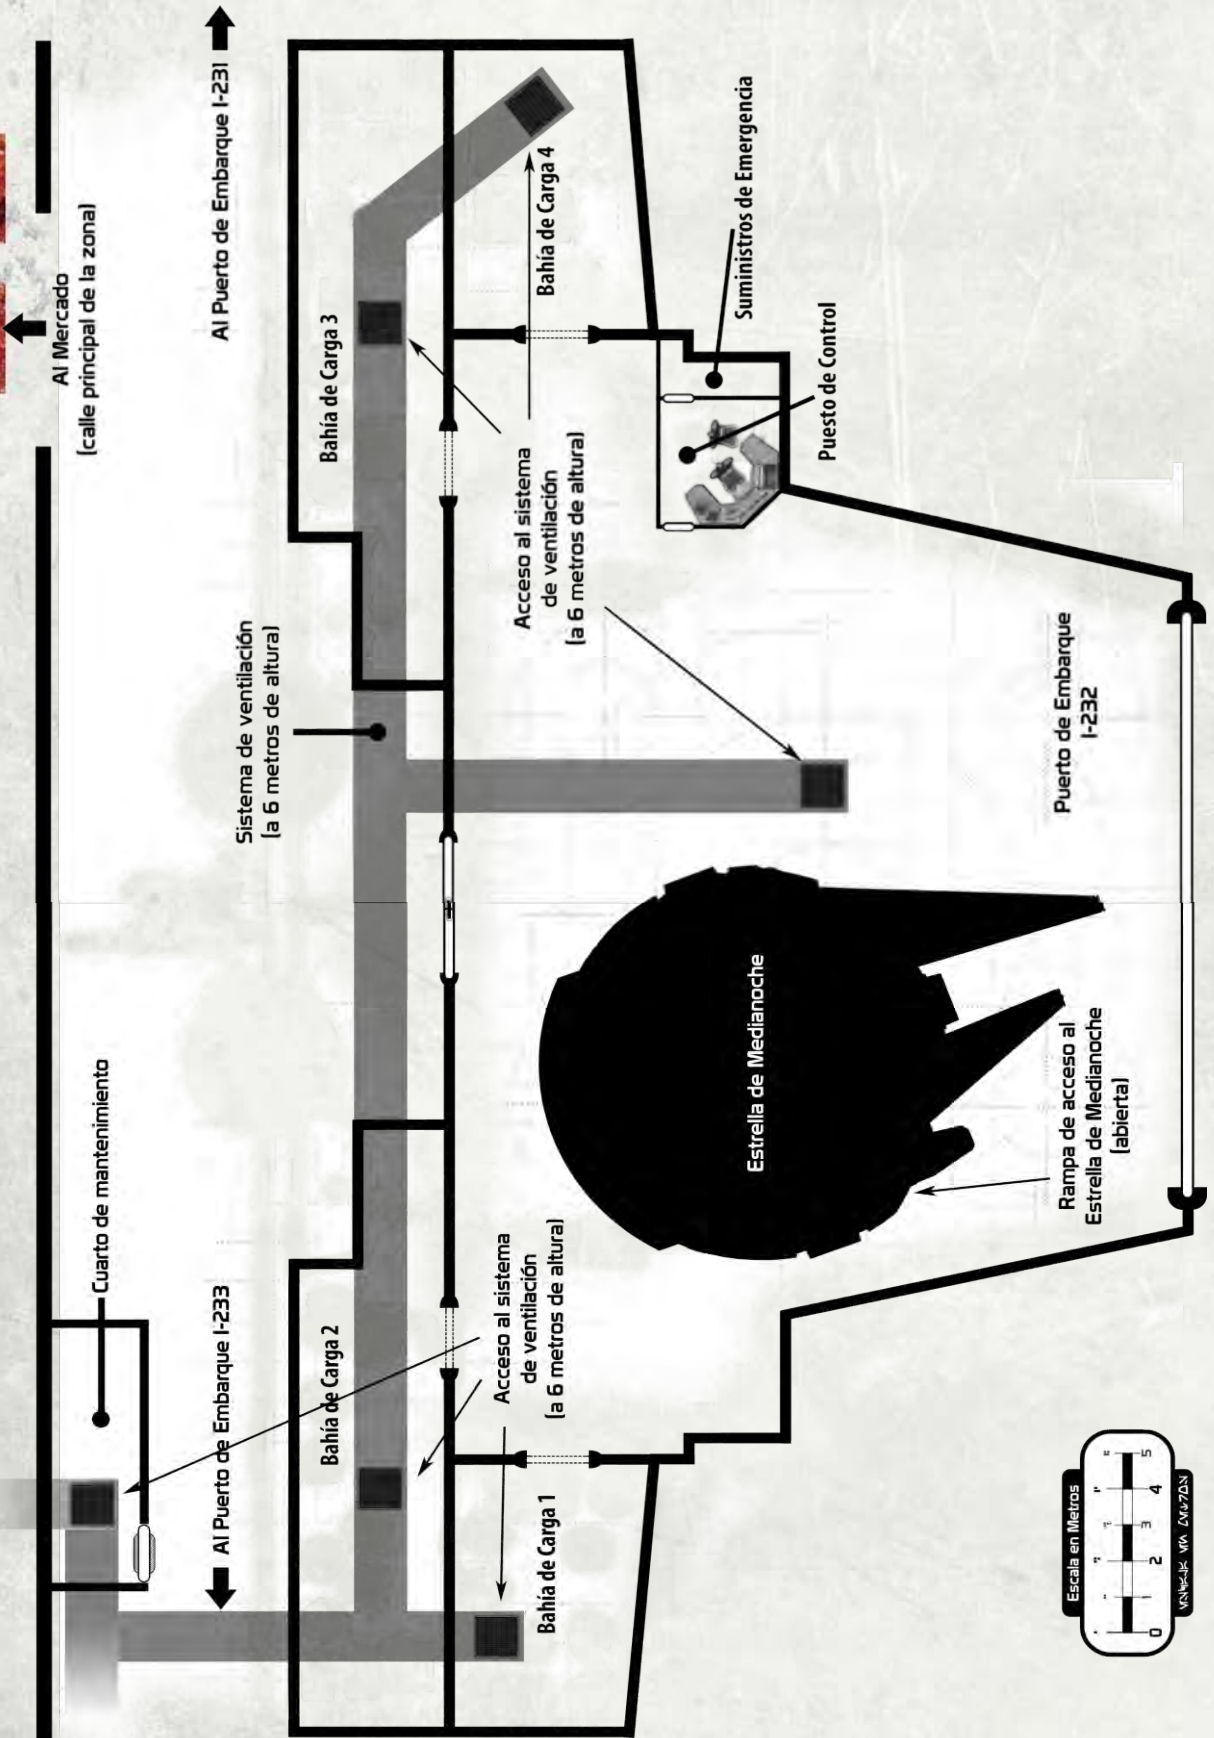 Al Mercado
(calle principal de la zona)
Cuarto de mantenimiento
Al Puerto de Embarque I-233
Al Puerto de Embarque I-231
Sistema de ventilación
(a 6 metros de altura)
Bahía de Carga 2
Bahía de Carga 3
Acceso al sistema
de ventilación
(a 6 metros de altura)
Acceso al sistema
de ventilación
(a 6 metros de altura)
Bahía de Carga 1
Bahía de Carga 4
Estrella de Medianoche
Suministros de Emergencia
Puesto de Control
Rampa de acceso al
Estrella de Medianoche
(abierta)
Puerto de Embarque
I-232
Escala en Metros
0 1 2 3 4 5